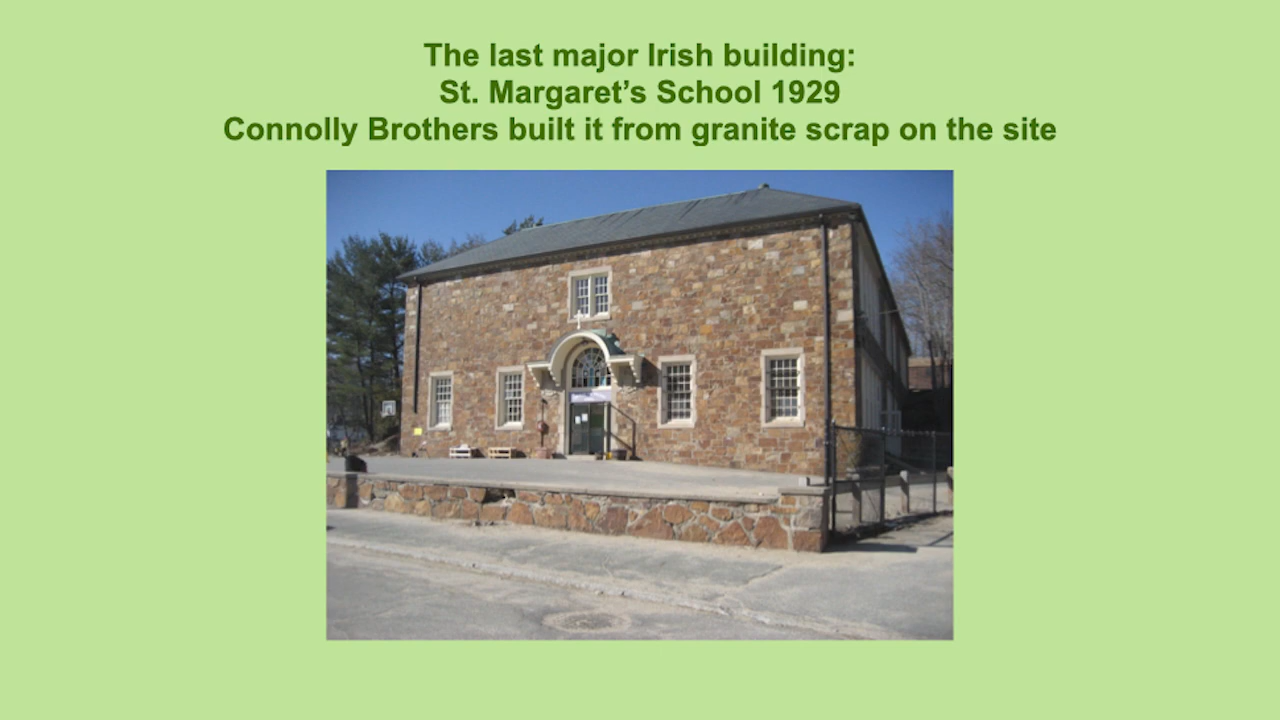 The last major Irish building:
St. Margaret’s School 1929
Connolly Brothers built it from granite scrap on the site